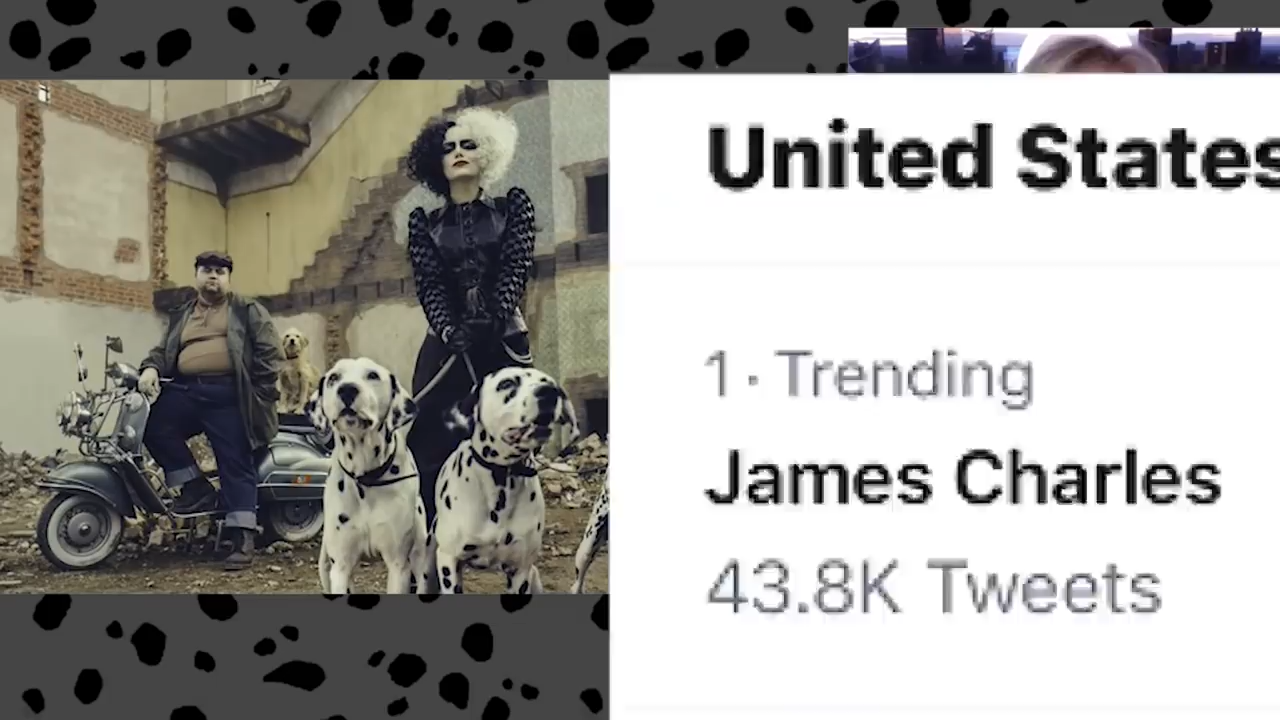 United States
1 · Trending
James Charles
43.8K Tweets